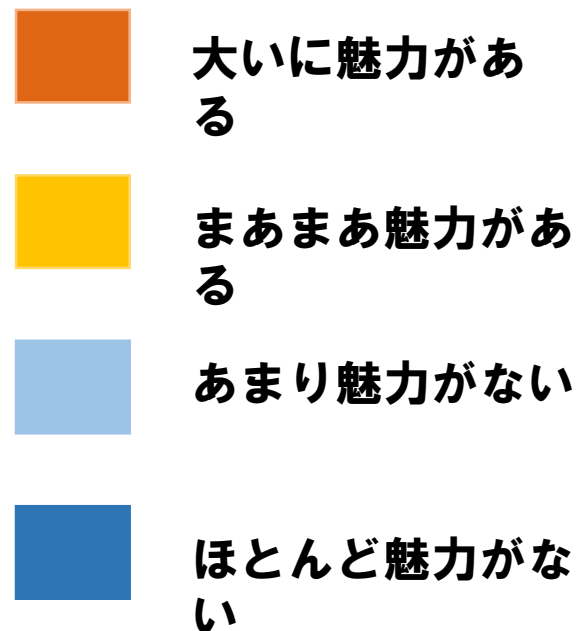 大いに魅力があ
る
まあまあ魅力があ
る
あまり魅力がない
ほとんど魅力がな
い